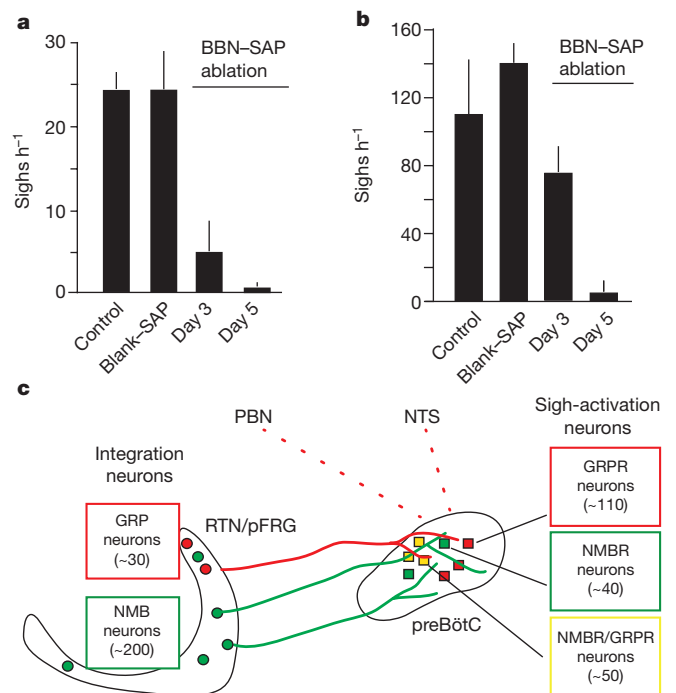 a
30
20
10
0
Sighs h⁻¹
BBN–SAP
ablation
Control
Blank–SAP
Day 3
Day 5
b
160
120
80
40
0
Sighs h⁻¹
BBN–SAP
ablation
Control
Blank–SAP
Day 3
Day 5
c
PBN
NTS
Integration
neurons
GRP
neurons
(~30)
NMB
neurons
(~200)
RTN/pFRG
preBötC
Sigh-activation
neurons
GRPR
neurons
(~110)
NMBR
neurons
(~40)
NMBR/GRPR
neurons
(~50)